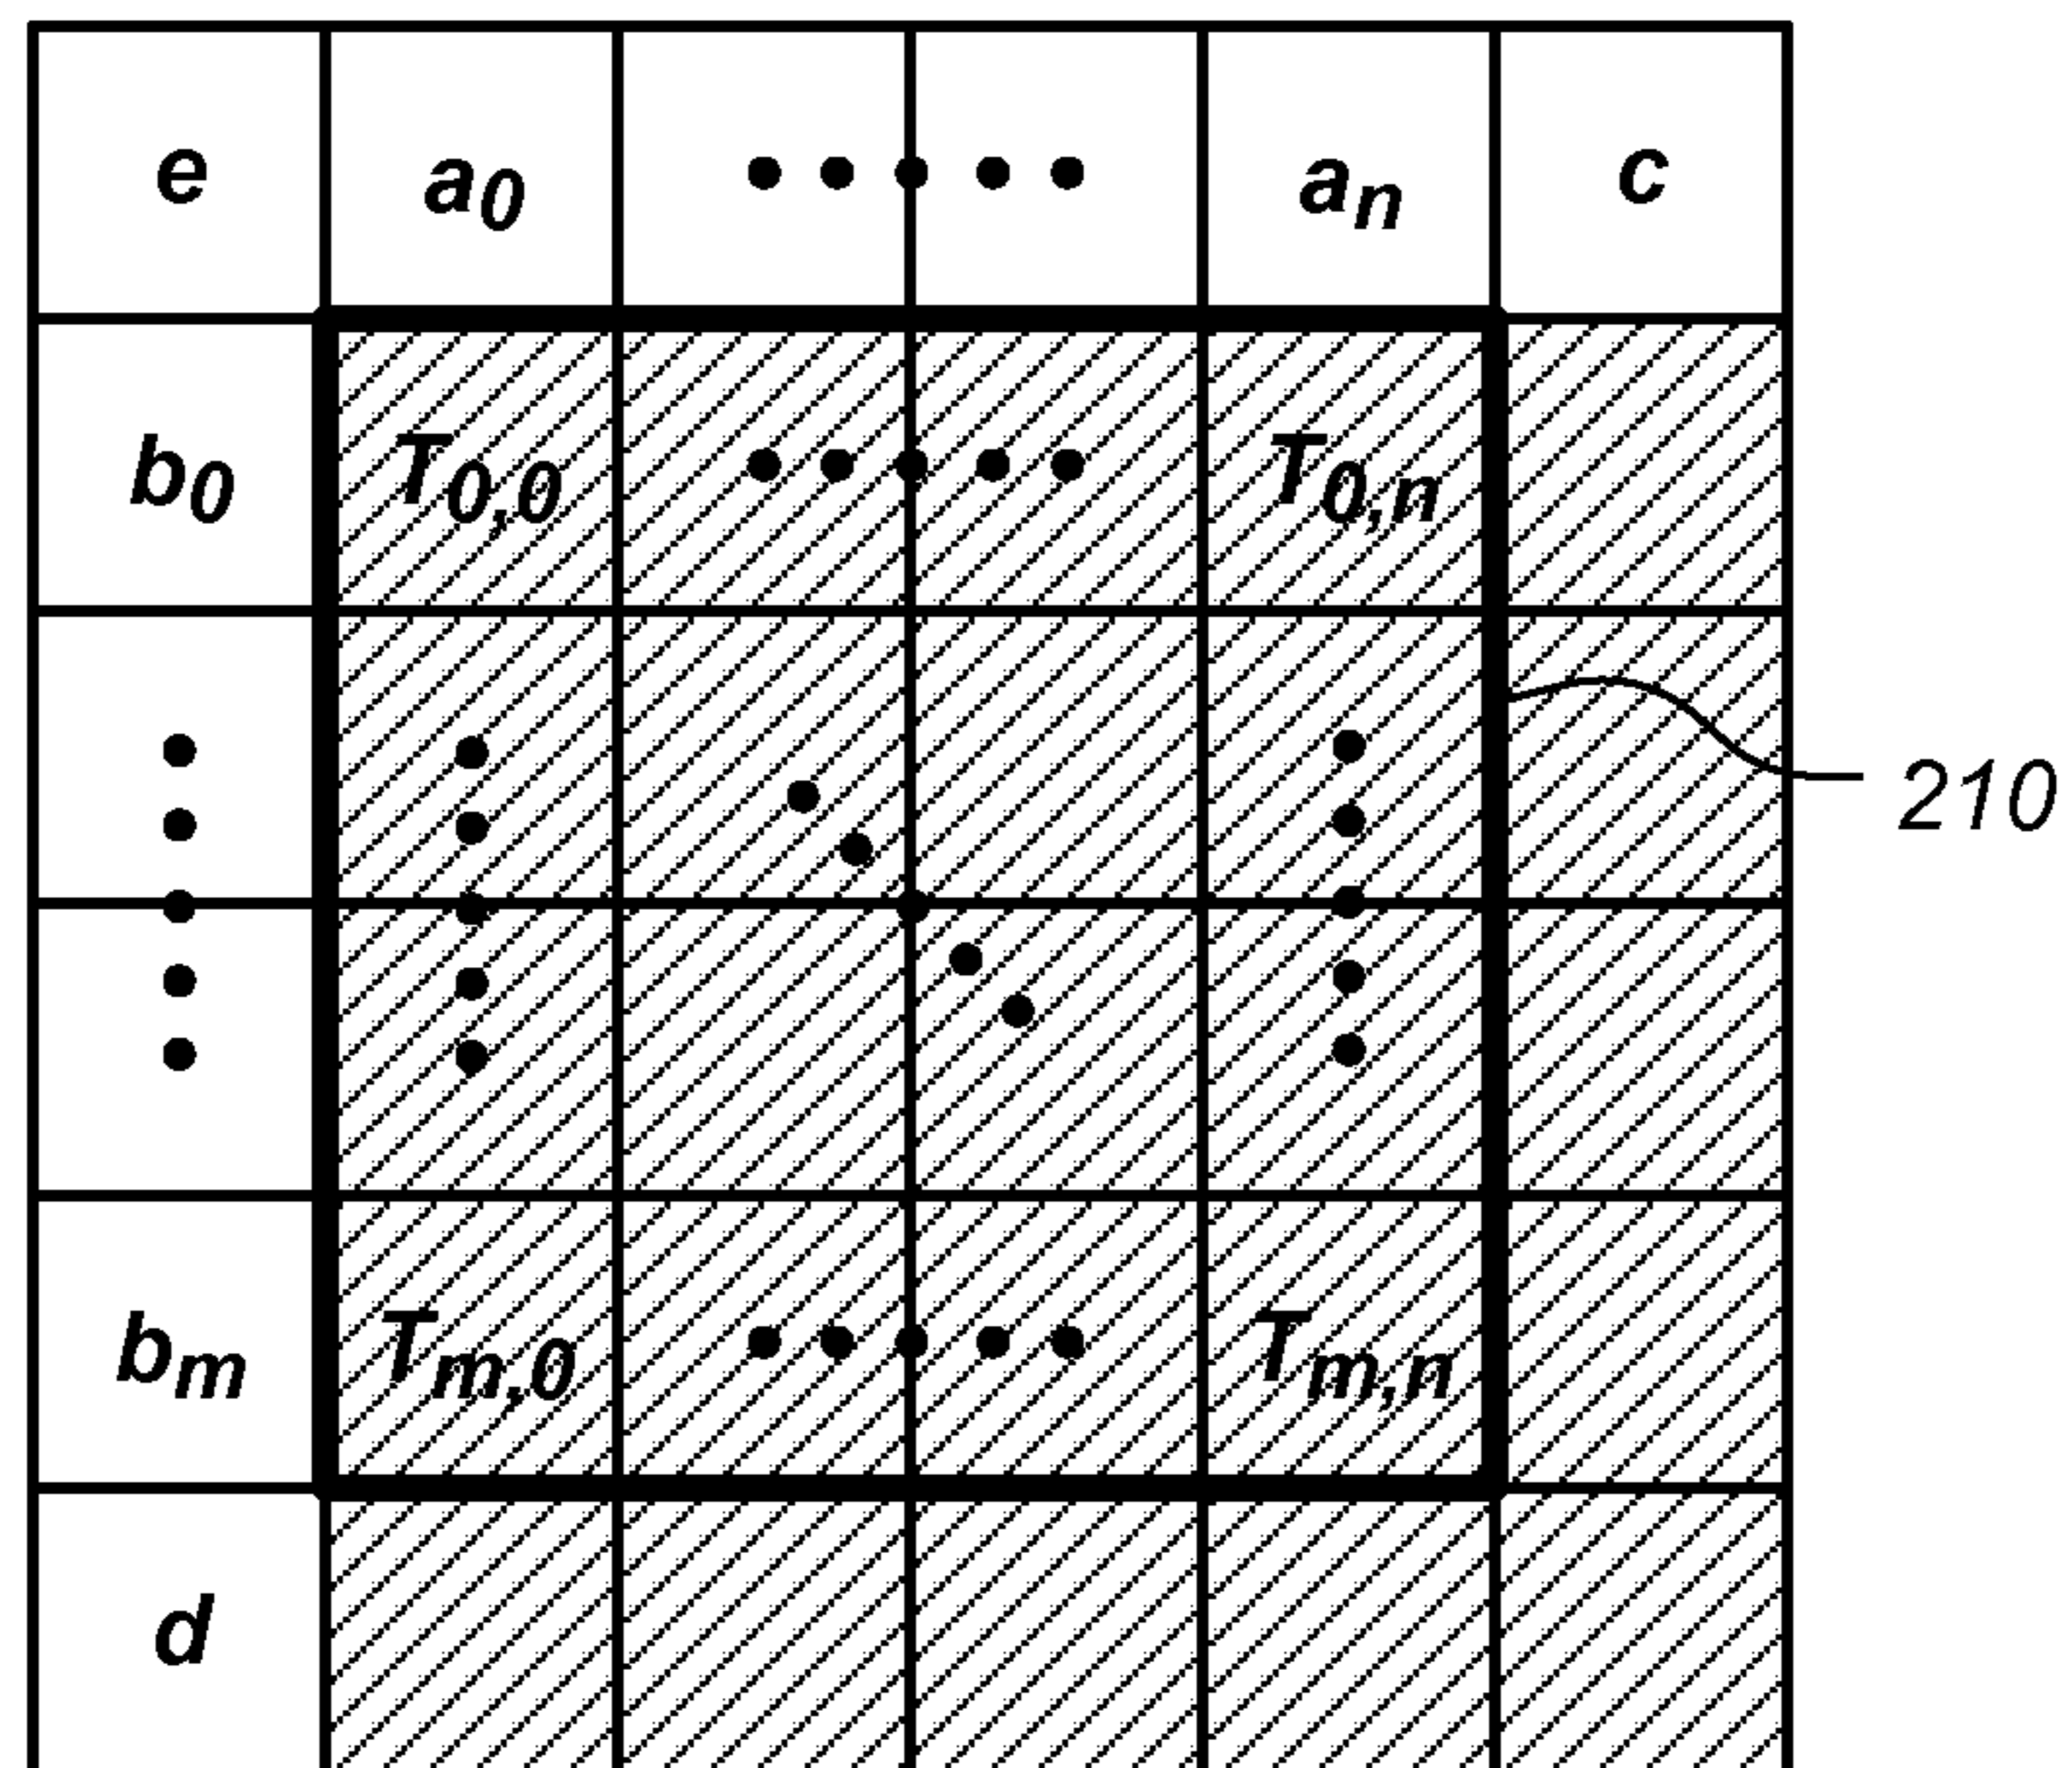 e a0 ..... an c
b0 T0,0 ..... T0,n
210
bm Tm,0 ..... Tm,n
d